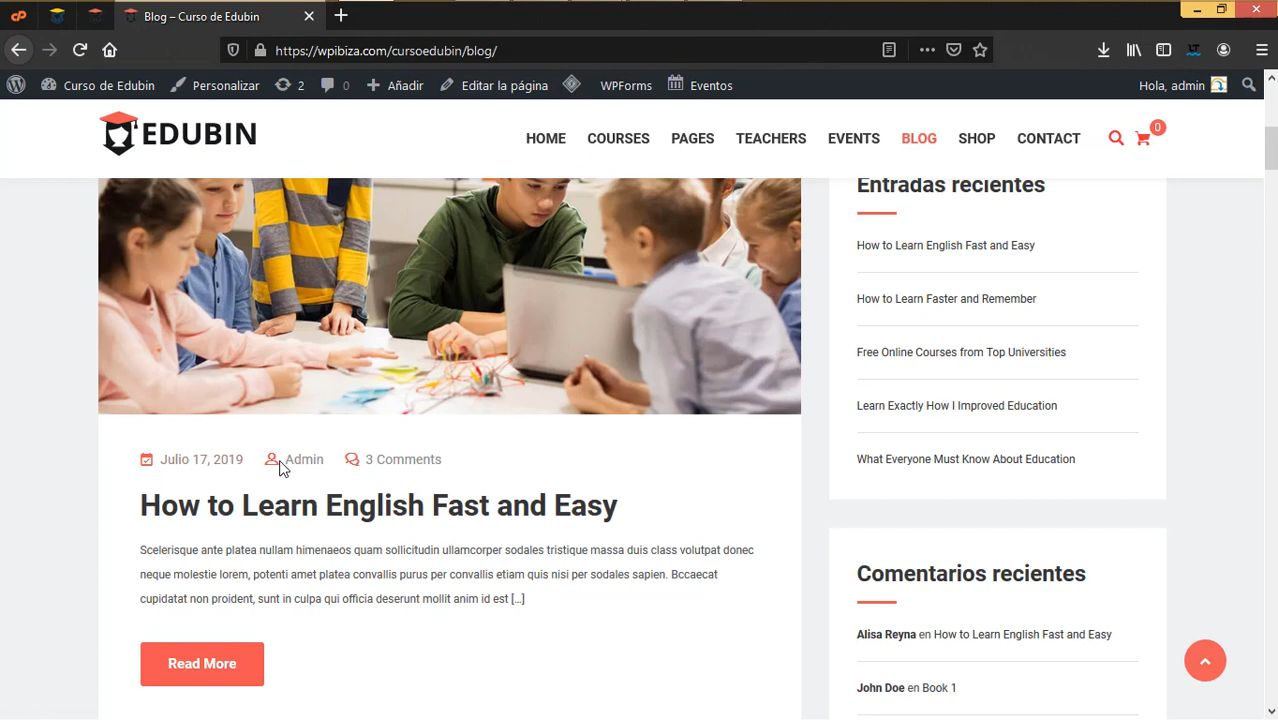 Blog – Curso de Edubin
https://wpibiza.com/cursoedubin/blog/
Curso de Edubin Personalizar 2 0 Añadir Editar la página WPForms Eventos Hola, admin
EDUBIN
HOME COURSES PAGES TEACHERS EVENTS BLOG SHOP CONTACT 0
Julio 17, 2019 Admin 3 Comments
How to Learn English Fast and Easy
Scelerisque ante platea nullam himenaeos quam sollicitudin ullamcorper sodales tristique massa duis class volutpat donec
neque molestie lorem, potenti amet platea convallis purus per convallis etiam quis nisi per sodales sapien. Bccaecat
cupidatat non proident, sunt in culpa qui officia deserunt mollit anim id est [...]
Read More
Entradas recientes
How to Learn English Fast and Easy
How to Learn Faster and Remember
Free Online Courses from Top Universities
Learn Exactly How I Improved Education
What Everyone Must Know About Education
Comentarios recientes
Alisa Reyna en How to Learn English Fast and Easy
John Doe en Book 1